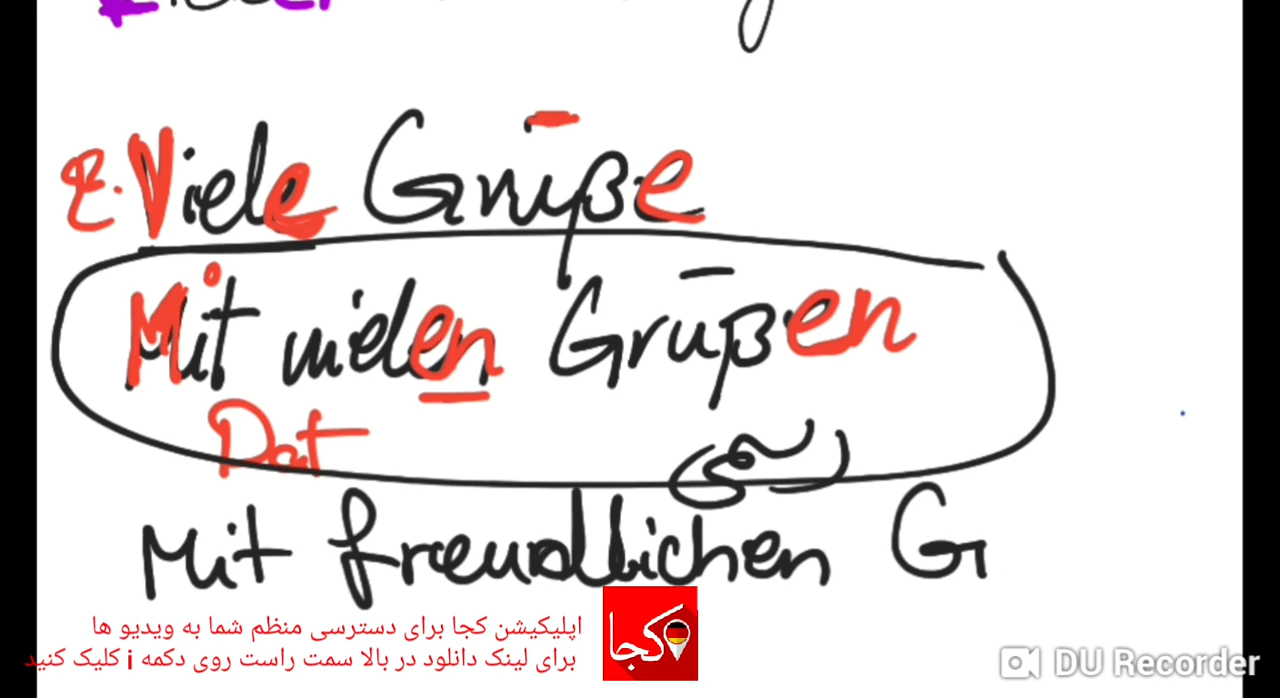 E. Viele Grüße
Mit vielen Grüßen
Dat
رسمی
Mit freundlichen G
اپلیکیشن کجا برای دسترسی منظم شما به ویدیو ها
برای لینک دانلود در بالا سمت راست روی دکمه i کلیک کنید
کجا
DU Recorder